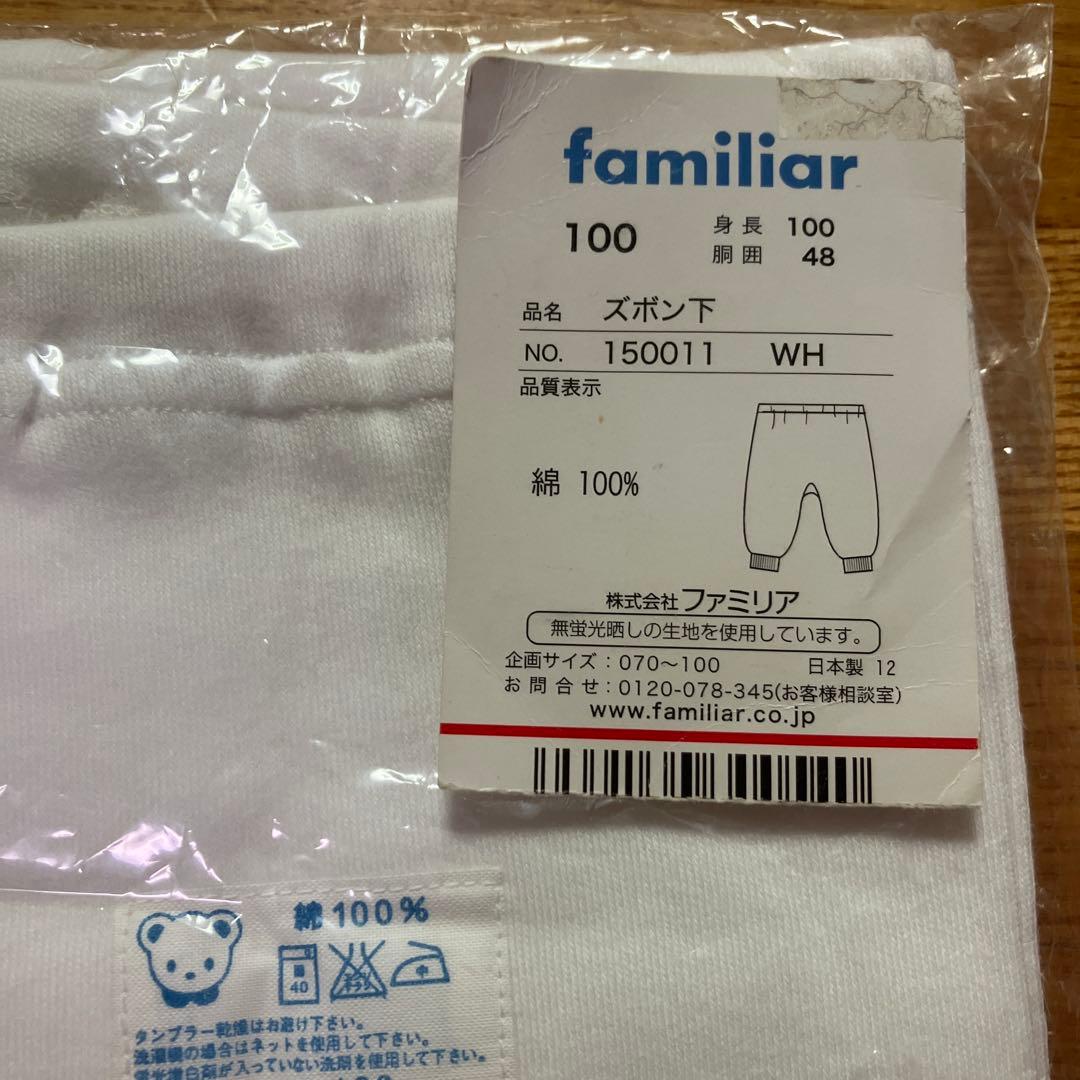 familiar
100
身長 100
胴囲 48
品名 ズボン下
NO. 150011 WH
品質表示
綿 100%
株式会社ファミリア
無蛍光晒しの生地を使用しています。
企画サイズ：070〜100 日本製 12
お問合せ：0120-078-345(お客様相談室)
www.familiar.co.jp
綿100%
40 中
タンブラー乾燥はお避け下さい。
洗濯機の場合はネットを使用して下さい。
蛍光増白剤が入っていない洗剤を使用して下さい。